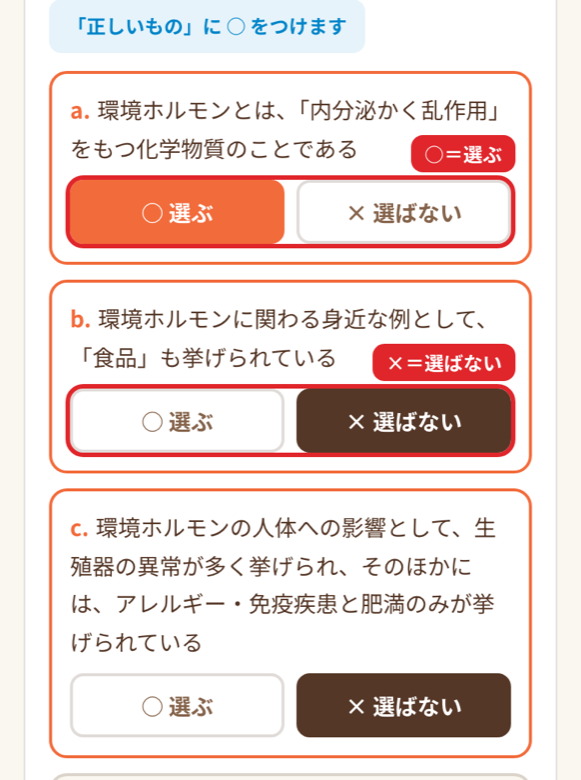 「正しいもの」に ○ をつけます
a. 環境ホルモンとは、「内分泌かく乱作用」
をもつ化学物質のことである
○＝選ぶ
○ 選ぶ
× 選ばない
b. 環境ホルモンに関わる身近な例として、
「食品」も挙げられている
×＝選ばない
○ 選ぶ
× 選ばない
c. 環境ホルモンの人体への影響として、生
殖器の異常が多く挙げられ、そのほかに
は、アレルギー・免疫疾患と肥満のみが挙
げられている
○ 選ぶ
× 選ばない